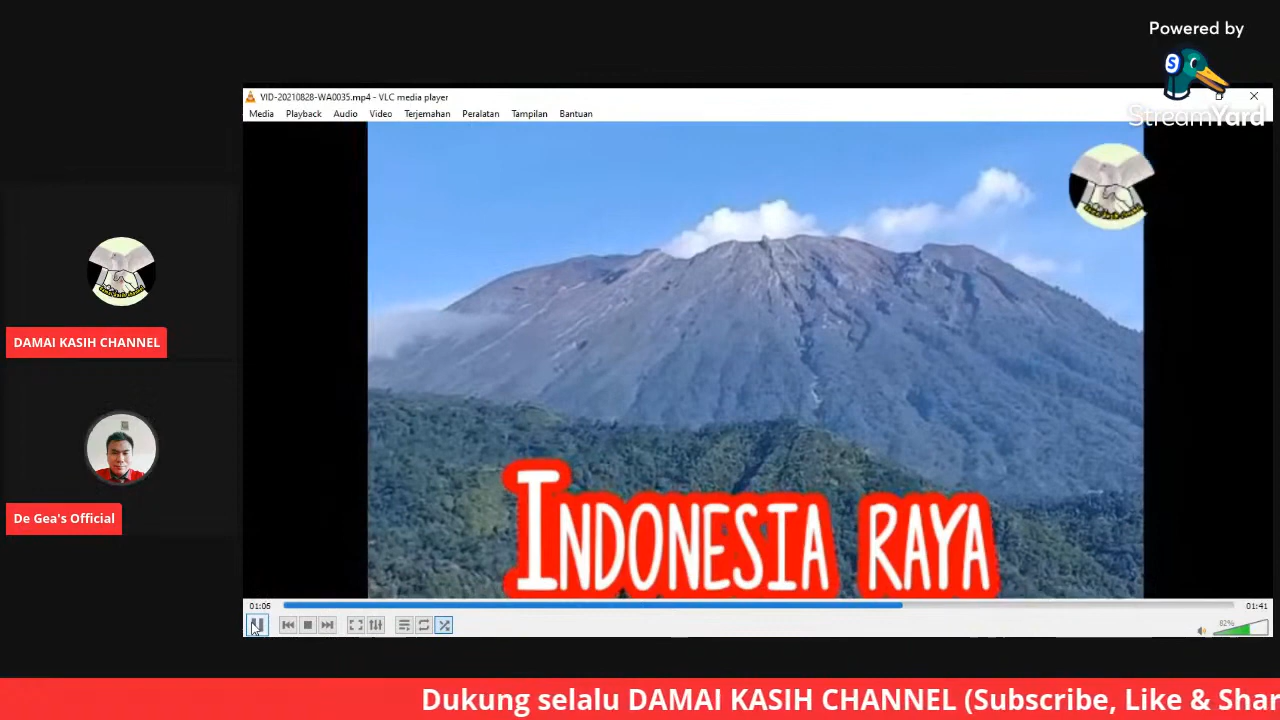 Powered by
S
StreamYard
VID-20210828-WA0035.mp4 - VLC media player
Media Playback Audio Video Terjemahan Peralatan Tampilan Bantuan
DAMAI KASIH CHANNEL
De Gea's Official
INDONESIA RAYA
01:05
01:41
82%
Dukung selalu DAMAI KASIH CHANNEL (Subscribe, Like & Shar